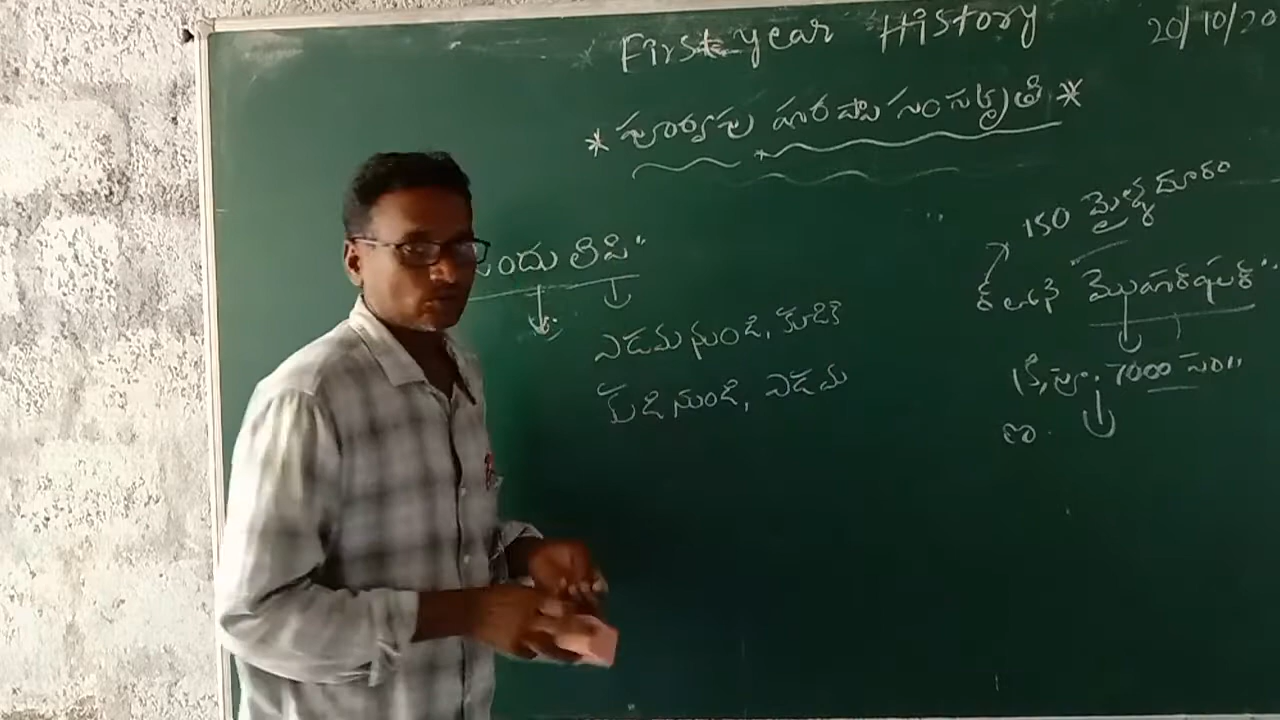 First year History
20/10/20
* పూర్వపు హరప్పా సంస్కృతి *
150 మైళ్ళ దూరం
ందు లిపి"
మొహర్‌ఘర్"
ఎడమ నుండి, కుడికి
క్రీ,పూ, 7000 సం॥
కుడి నుండి, ఎడమ